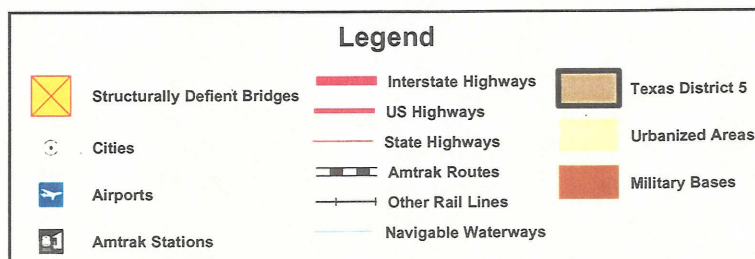 Legend
Structurally Defient Bridges
Cities
Airports
Amtrak Stations
Interstate Highways
US Highways
State Highways
Amtrak Routes
Other Rail Lines
Navigable Waterways
Texas District 5
Urbanized Areas
Military Bases